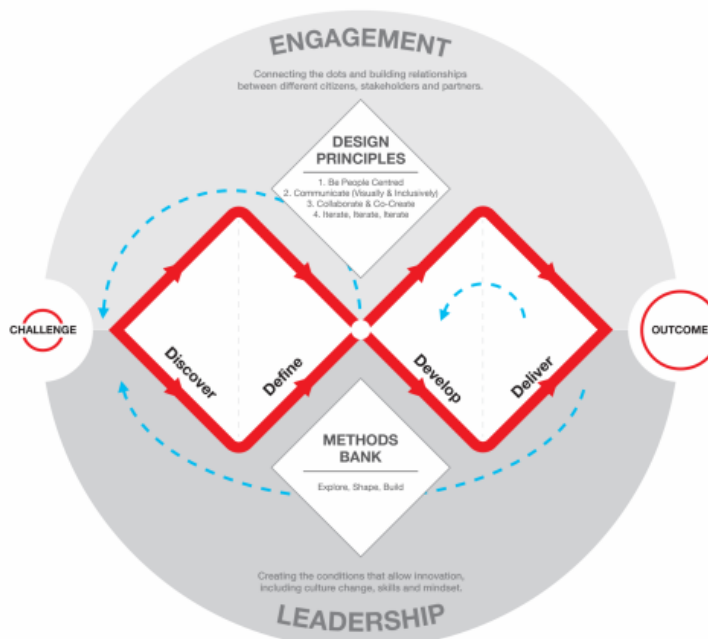 ENGAGEMENT
Connecting the dots and building relationships
between different citizens, stakeholders and partners.
DESIGN
PRINCIPLES
1. Be People Centred
2. Communicate (Visually & Inclusively)
3. Collaborate & Co-Create
4. Iterate, Iterate, Iterate
CHALLENGE
OUTCOME
Discover
Define
Develop
Deliver
METHODS
BANK
Explore, Shape, Build
Creating the conditions that allow innovation,
including culture change, skills and mindset.
LEADERSHIP